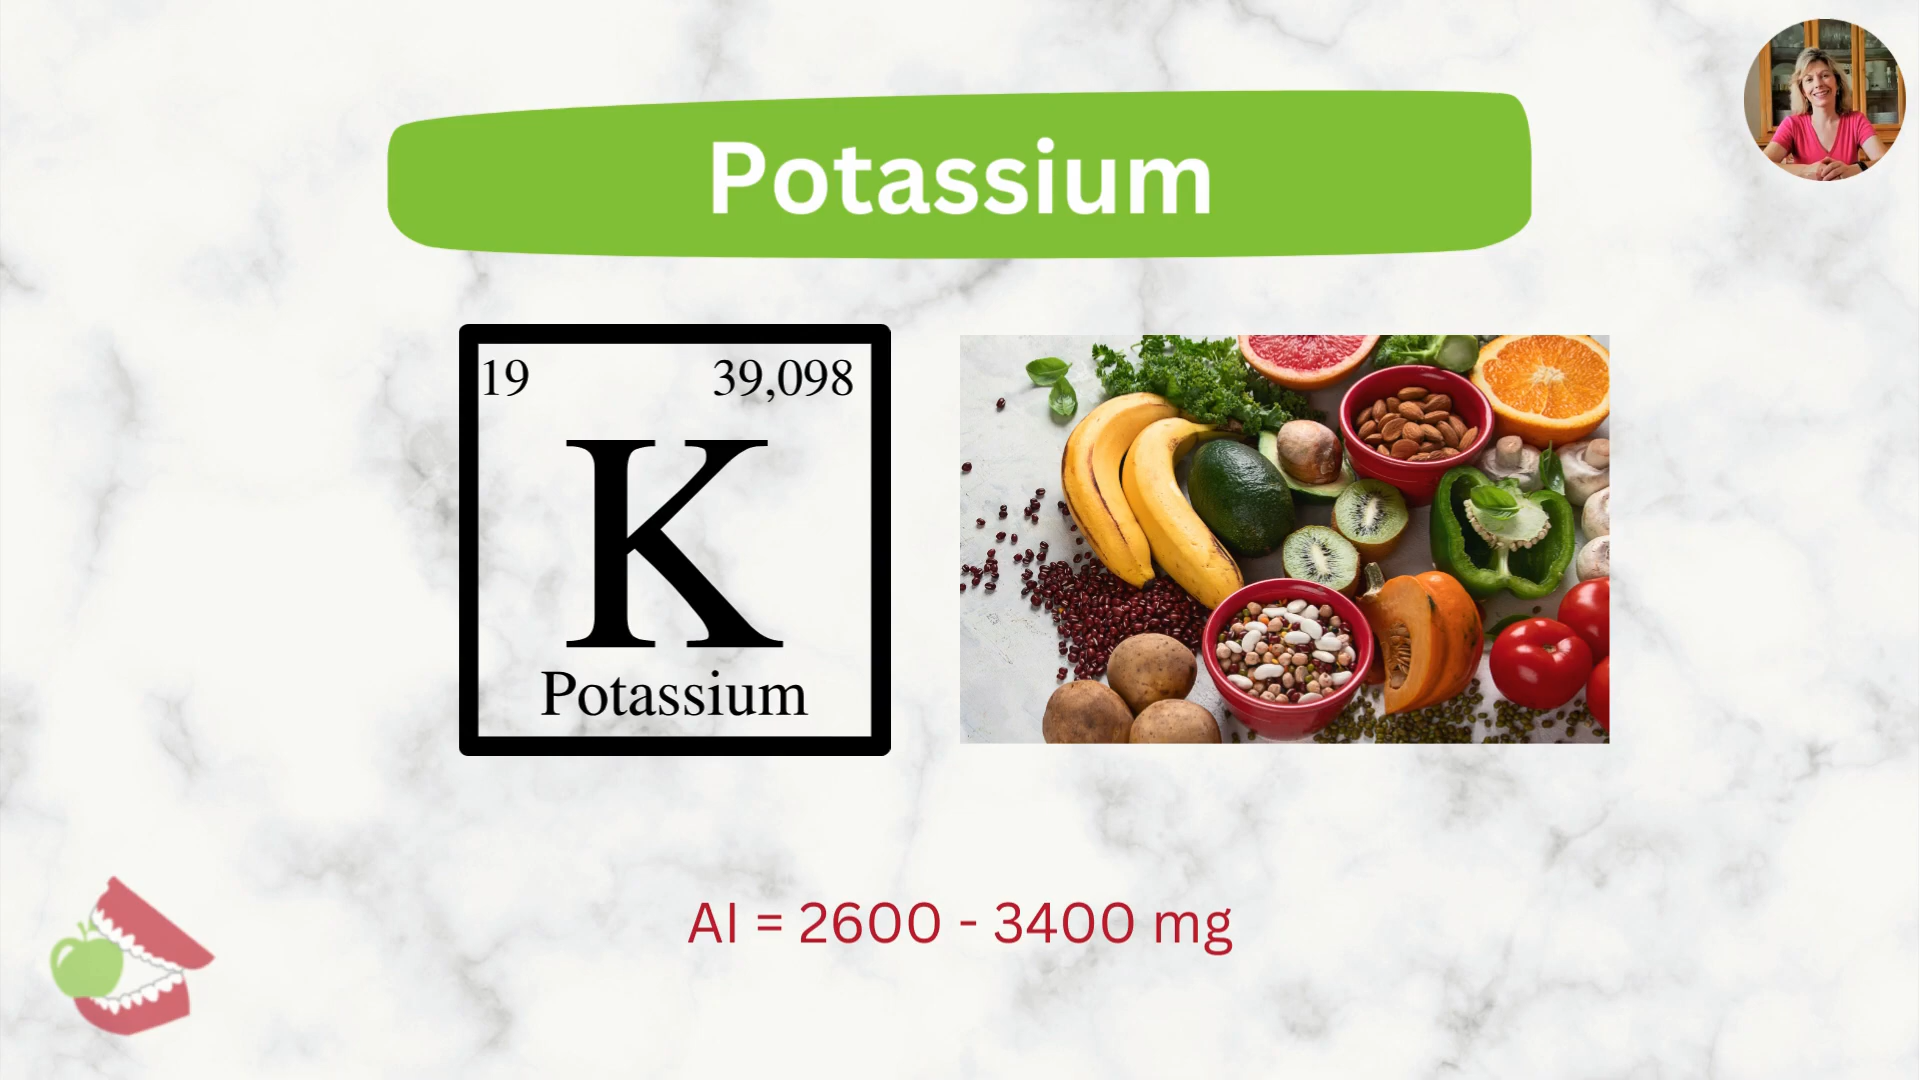 Potassium
19 39,098
K
Potassium
AI = 2600 - 3400 mg